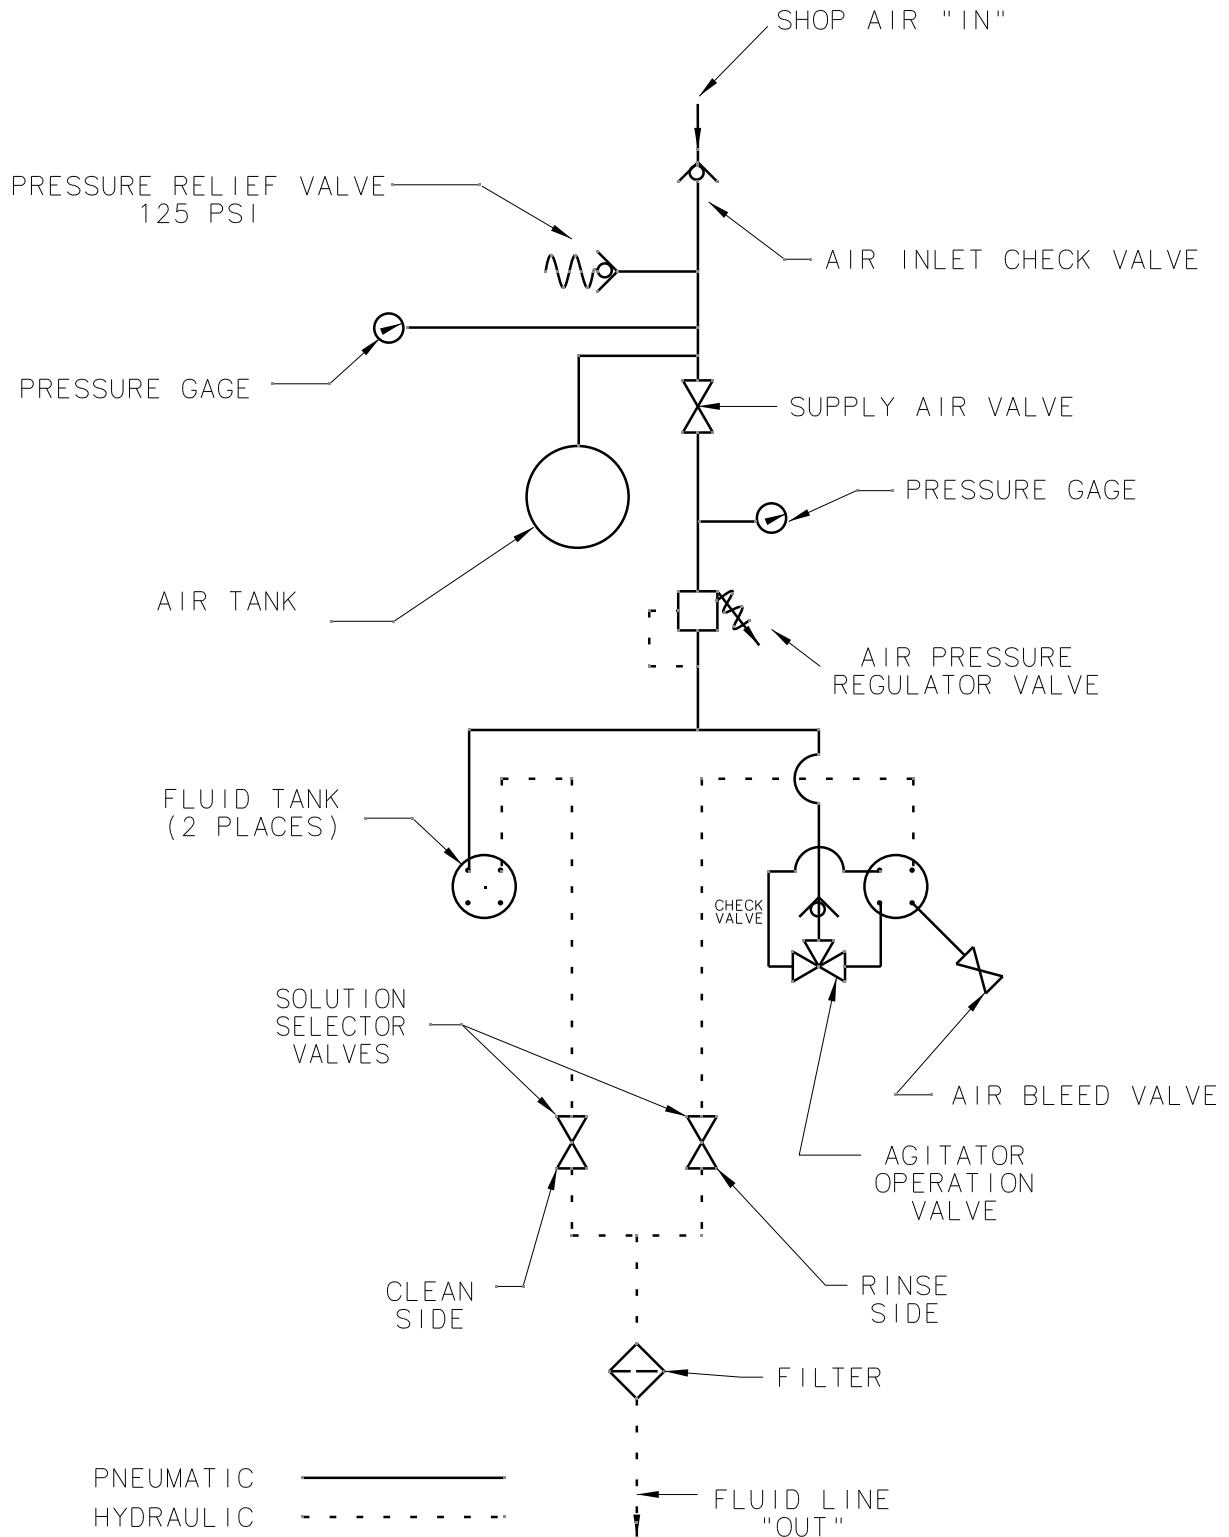 SHOP AIR "IN"
PRESSURE RELIEF VALVE
125 PSI
AIR INLET CHECK VALVE
PRESSURE GAGE
SUPPLY AIR VALVE
PRESSURE GAGE
AIR TANK
AIR PRESSURE
REGULATOR VALVE
FLUID TANK
(2 PLACES)
CHECK
VALVE
SOLUTION
SELECTOR
VALVES
AIR BLEED VALVE
AGITATOR
OPERATION
VALVE
CLEAN
SIDE
RINSE
SIDE
FILTER
PNEUMATIC
HYDRAULIC
FLUID LINE
"OUT"